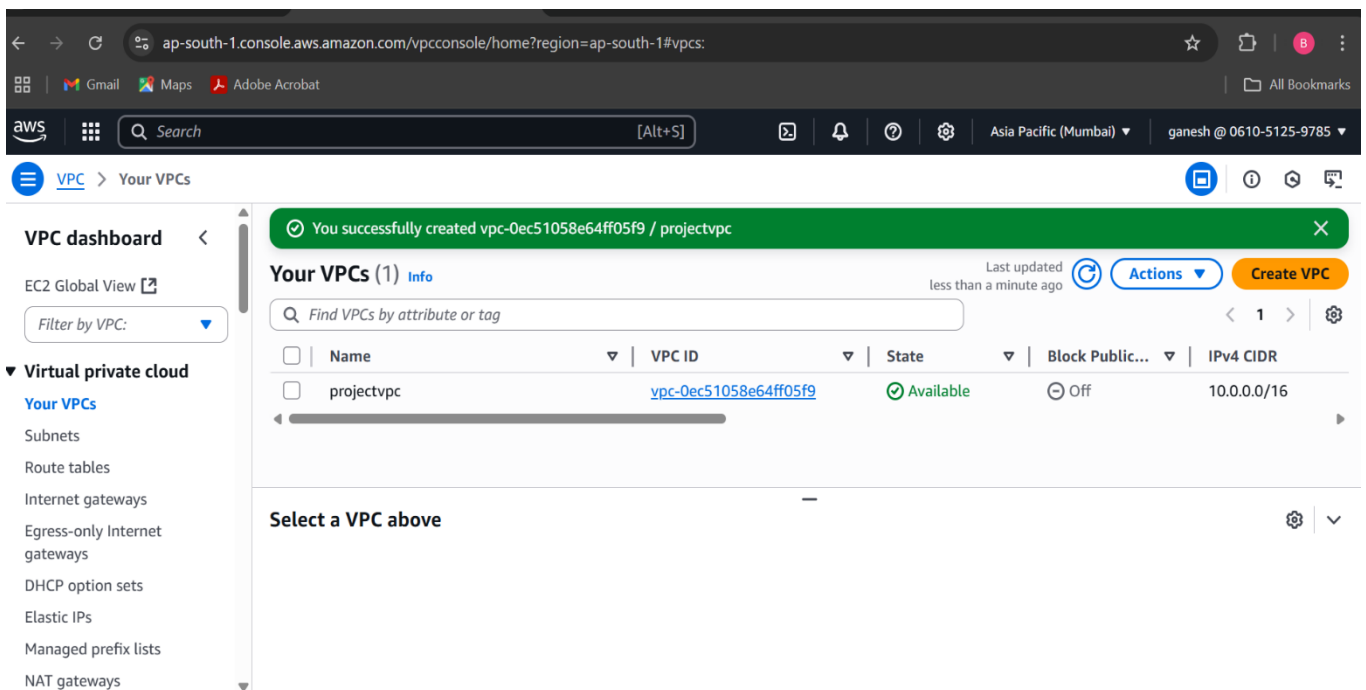 ap-south-1.console.aws.amazon.com/vpcconsole/home?region=ap-south-1#vpcs:
B
Gmail Maps Adobe Acrobat All Bookmarks
aws Search [Alt+S] Asia Pacific (Mumbai) ganesh @ 0610-5125-9785
VPC > Your VPCs
VPC dashboard
EC2 Global View
Filter by VPC:
Virtual private cloud
Your VPCs
Subnets
Route tables
Internet gateways
Egress-only Internet
gateways
DHCP option sets
Elastic IPs
Managed prefix lists
NAT gateways
You successfully created vpc-0ec51058e64ff05f9 / projectvpc
Your VPCs (1) Info
Last updated
less than a minute ago
Actions
Create VPC
Find VPCs by attribute or tag
1
Name VPC ID State Block Public... IPv4 CIDR
projectvpc vpc-0ec51058e64ff05f9 Available Off 10.0.0.0/16
Select a VPC above